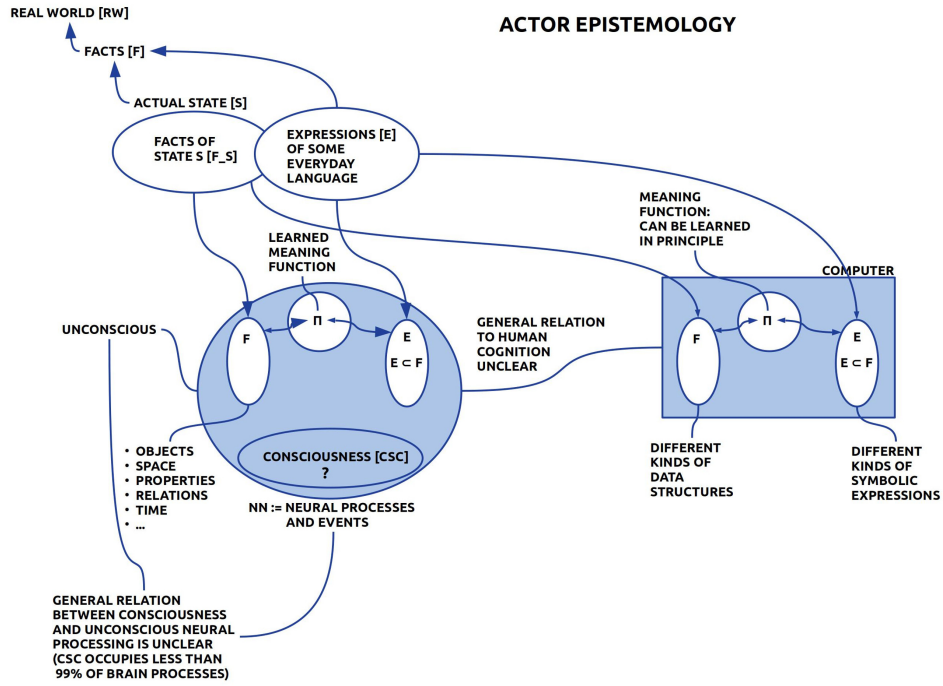 ACTOR EPISTEMOLOGY
REAL WORLD [RW]
FACTS [F]
ACTUAL STATE [S]
FACTS OF
STATE S [F_S]
EXPRESSIONS [E]
OF SOME
EVERYDAY
LANGUAGE
MEANING
FUNCTION:
CAN BE LEARNED
IN PRINCIPLE
LEARNED
MEANING
FUNCTION
COMPUTER
UNCONSCIOUS
F
Π
E
E ⊂ F
GENERAL RELATION
TO HUMAN
COGNITION
UNCLEAR
F
Π
E
E ⊂ F
• OBJECTS
• SPACE
• PROPERTIES
• RELATIONS
• TIME
• ...
CONSCIOUSNESS [CSC]
?
DIFFERENT
KINDS OF
DATA
STRUCTURES
DIFFERENT
KINDS OF
SYMBOLIC
EXPRESSIONS
NN := NEURAL PROCESSES
AND EVENTS
GENERAL RELATION
BETWEEN CONSCIOUSNESS
AND UNCONSCIOUS NEURAL
PROCESSING IS UNCLEAR
(CSC OCCUPIES LESS THAN
99% OF BRAIN PROCESSES)